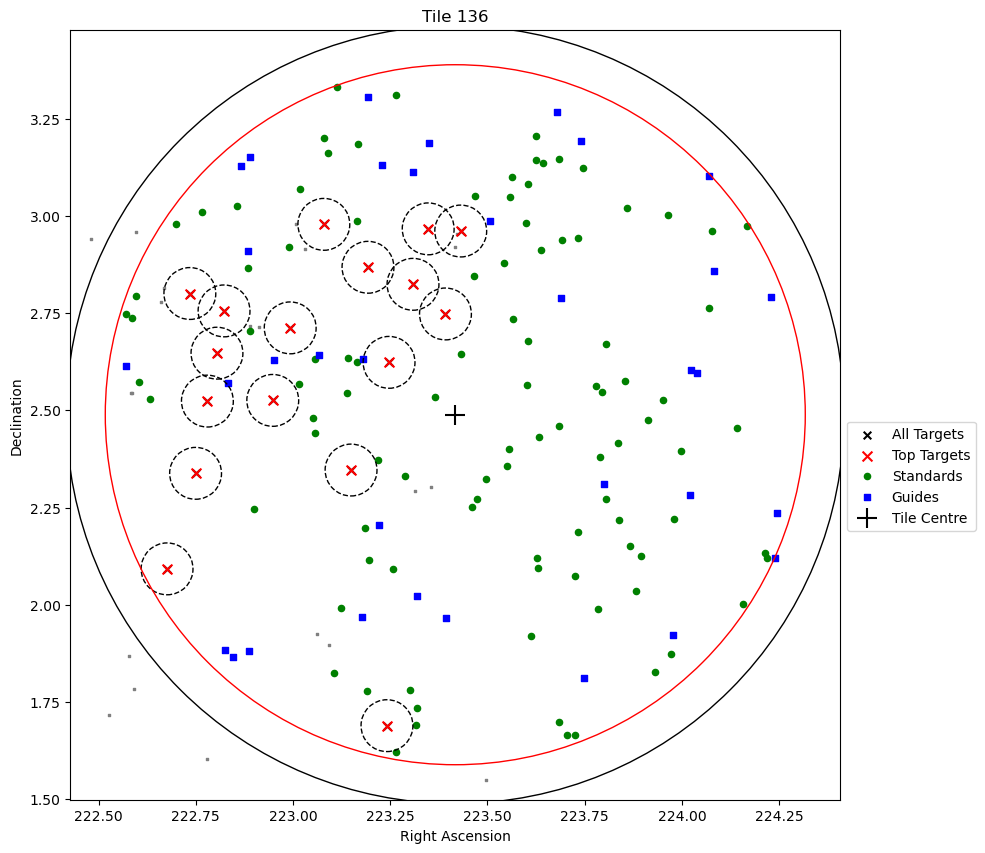 Tile 136
3.25
3.00
2.75
2.50
2.25
2.00
1.75
1.50
Declination
222.50 222.75 223.00 223.25 223.50 223.75 224.00 224.25
Right Ascension
All Targets
Top Targets
Standards
Guides
Tile Centre